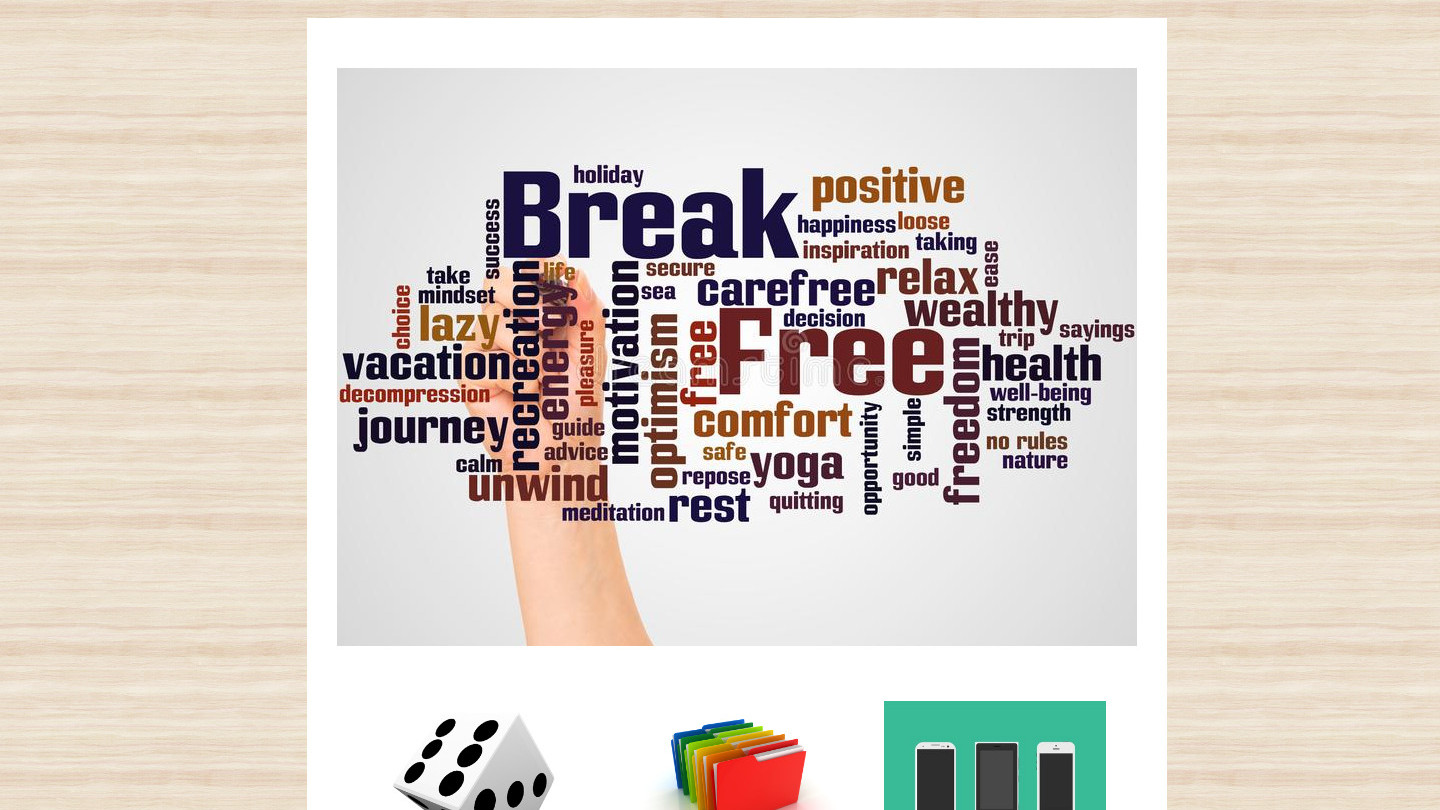 holiday
Break
positive
success
happiness
loose
inspiration
taking
ease
take
life
secure
relax
mindset
sea
carefree
choice
lazy
recreation
energy
pleasure
motivation
optimism
free
Free
decision
wealthy
trip
sayings
vacation
health
decompression
well-being
journey
guide
comfort
opportunity
simple
freedom
strength
advice
safe
no rules
calm
yoga
nature
unwind
repose
good
meditation
rest
quitting